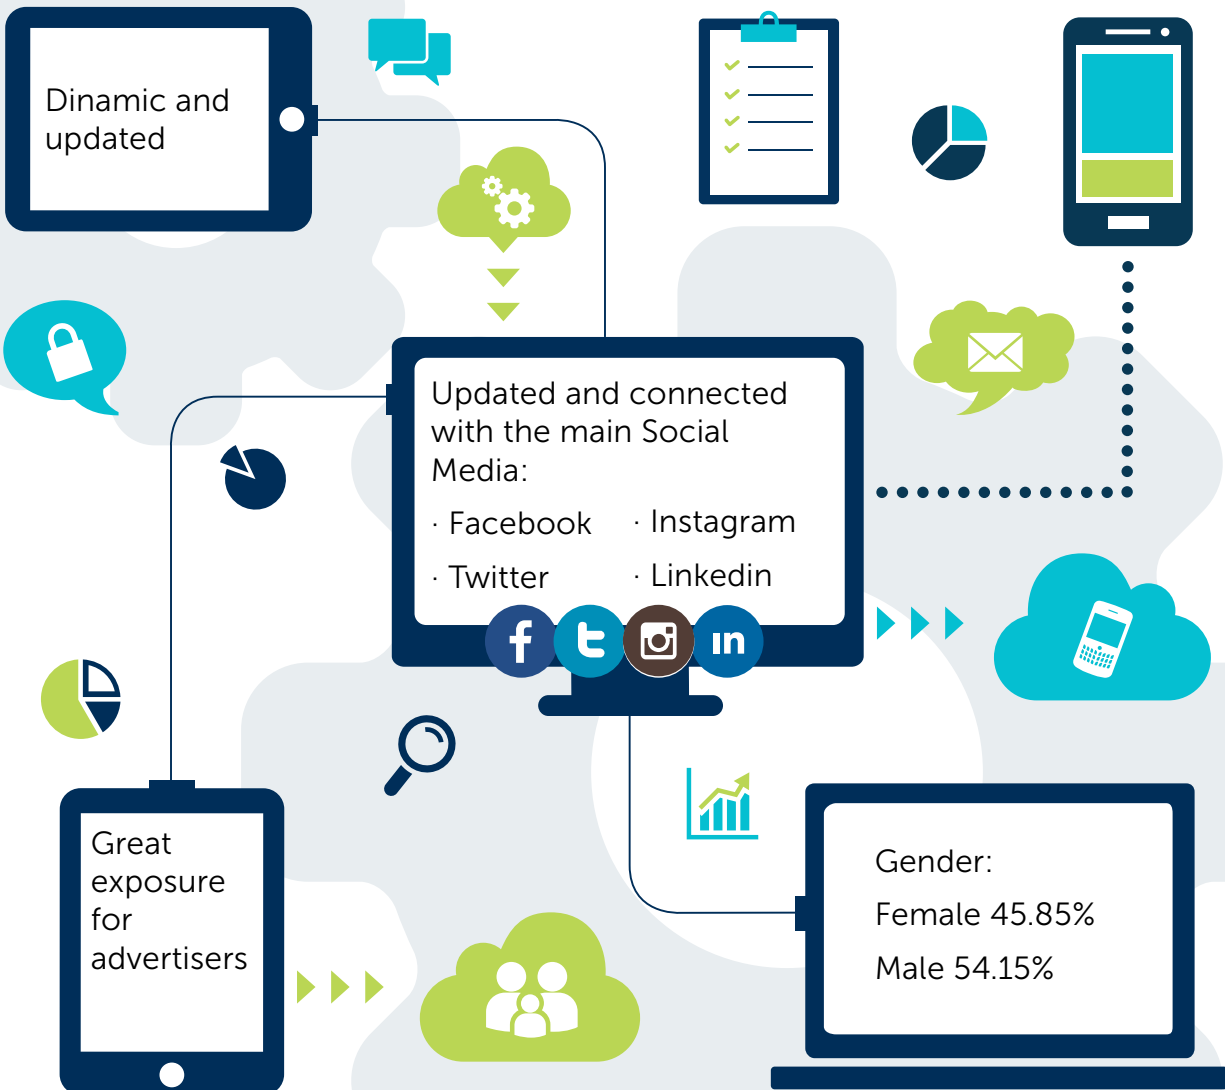 Dinamic and
updated
Updated and connected
with the main Social
Media:
· Facebook
· Instagram
· Twitter
· Linkedin
f
t
in
Great
exposure
for
advertisers
Gender:
Female 45.85%
Male 54.15%